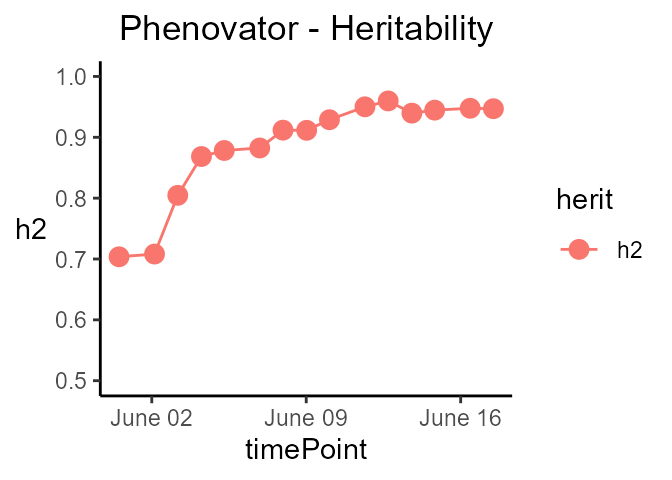 Phenovator - Heritability
1.0
0.9
0.8
0.7
0.6
0.5
h2
June 02 June 09 June 16
timePoint
herit
h2